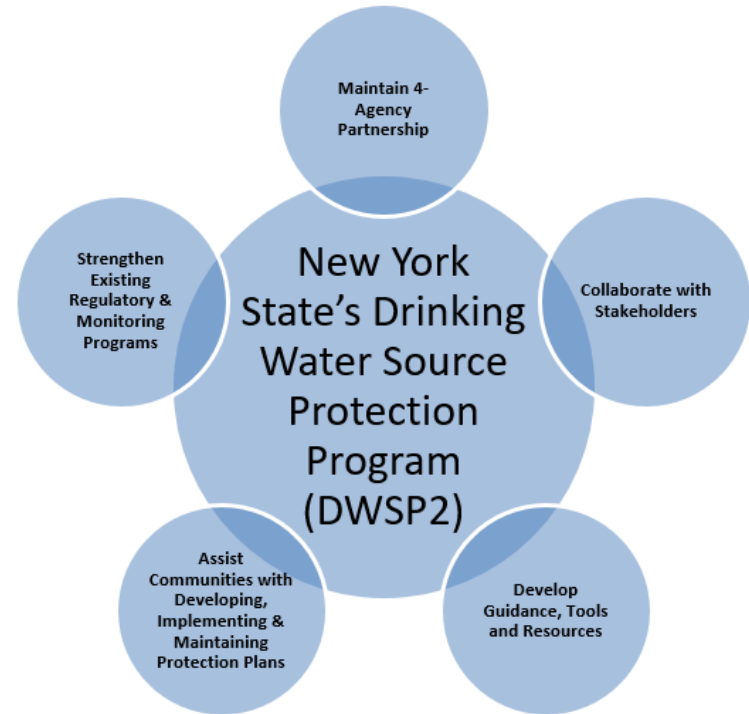 Maintain 4-
Agency
Partnership
New York
State’s Drinking
Water Source
Protection
Program
(DWSP2)
Collaborate with
Stakeholders
Develop
Guidance, Tools
and Resources
Assist
Communities with
Developing,
Implementing &
Maintaining
Protection Plans
Strengthen
Existing
Regulatory &
Monitoring
Programs